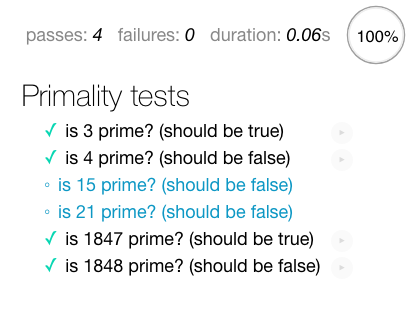 passes: 4 failures: 0 duration: 0.06s 100%
Primality tests
✓ is 3 prime? (should be true)
✓ is 4 prime? (should be false)
◦ is 15 prime? (should be false)
◦ is 21 prime? (should be false)
✓ is 1847 prime? (should be true)
✓ is 1848 prime? (should be false)